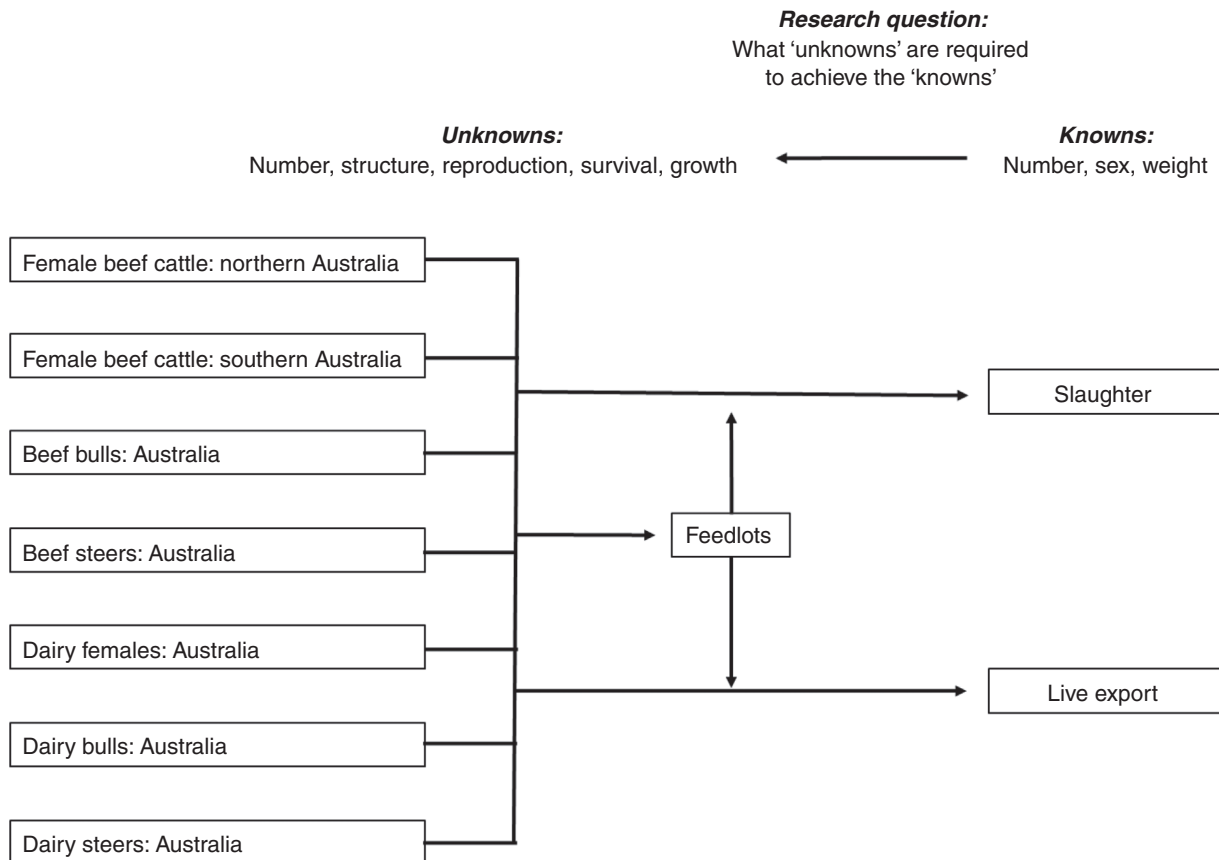 Research question:
What ‘unknowns’ are required
to achieve the ‘knowns’
Unknowns:
Number, structure, reproduction, survival, growth
Knowns:
Number, sex, weight
Female beef cattle: northern Australia
Female beef cattle: southern Australia
Slaughter
Beef bulls: Australia
Beef steers: Australia
Feedlots
Dairy females: Australia
Live export
Dairy bulls: Australia
Dairy steers: Australia